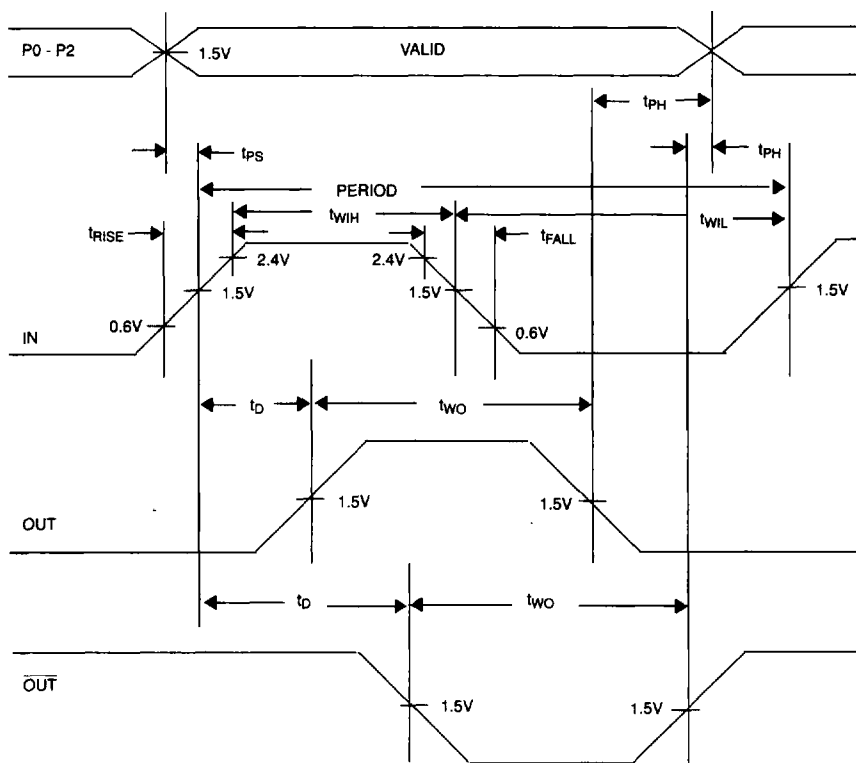 P0 - P2
1.5V
VALID
tPH
tPS
tPH
PERIOD
tWIH
tWIL
tRISE
tFALL
2.4V
2.4V
1.5V
1.5V
1.5V
0.6V
0.6V
IN
tD
tWO
1.5V
1.5V
OUT
tD
tWO
OUT
1.5V
1.5V